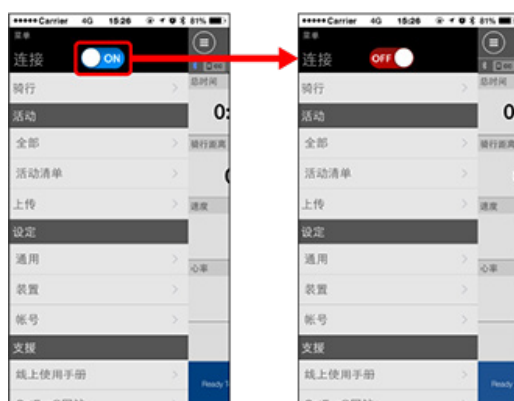 ●●●●● Carrier 4G 15:26 81%
菜单
连接 ON
骑行
活动
全部
活动清单
上传
设定
通用
装置
帐号
支援
线上使用手册
总时间
0:
骑行距离
速度
心率
Ready T
●●●●● Carrier 4G 15:26 81%
菜单
连接 OFF
骑行
活动
全部
活动清单
上传
设定
通用
装置
帐号
支援
线上使用手册
总时间
0
骑行距离
速度
心率
Ready